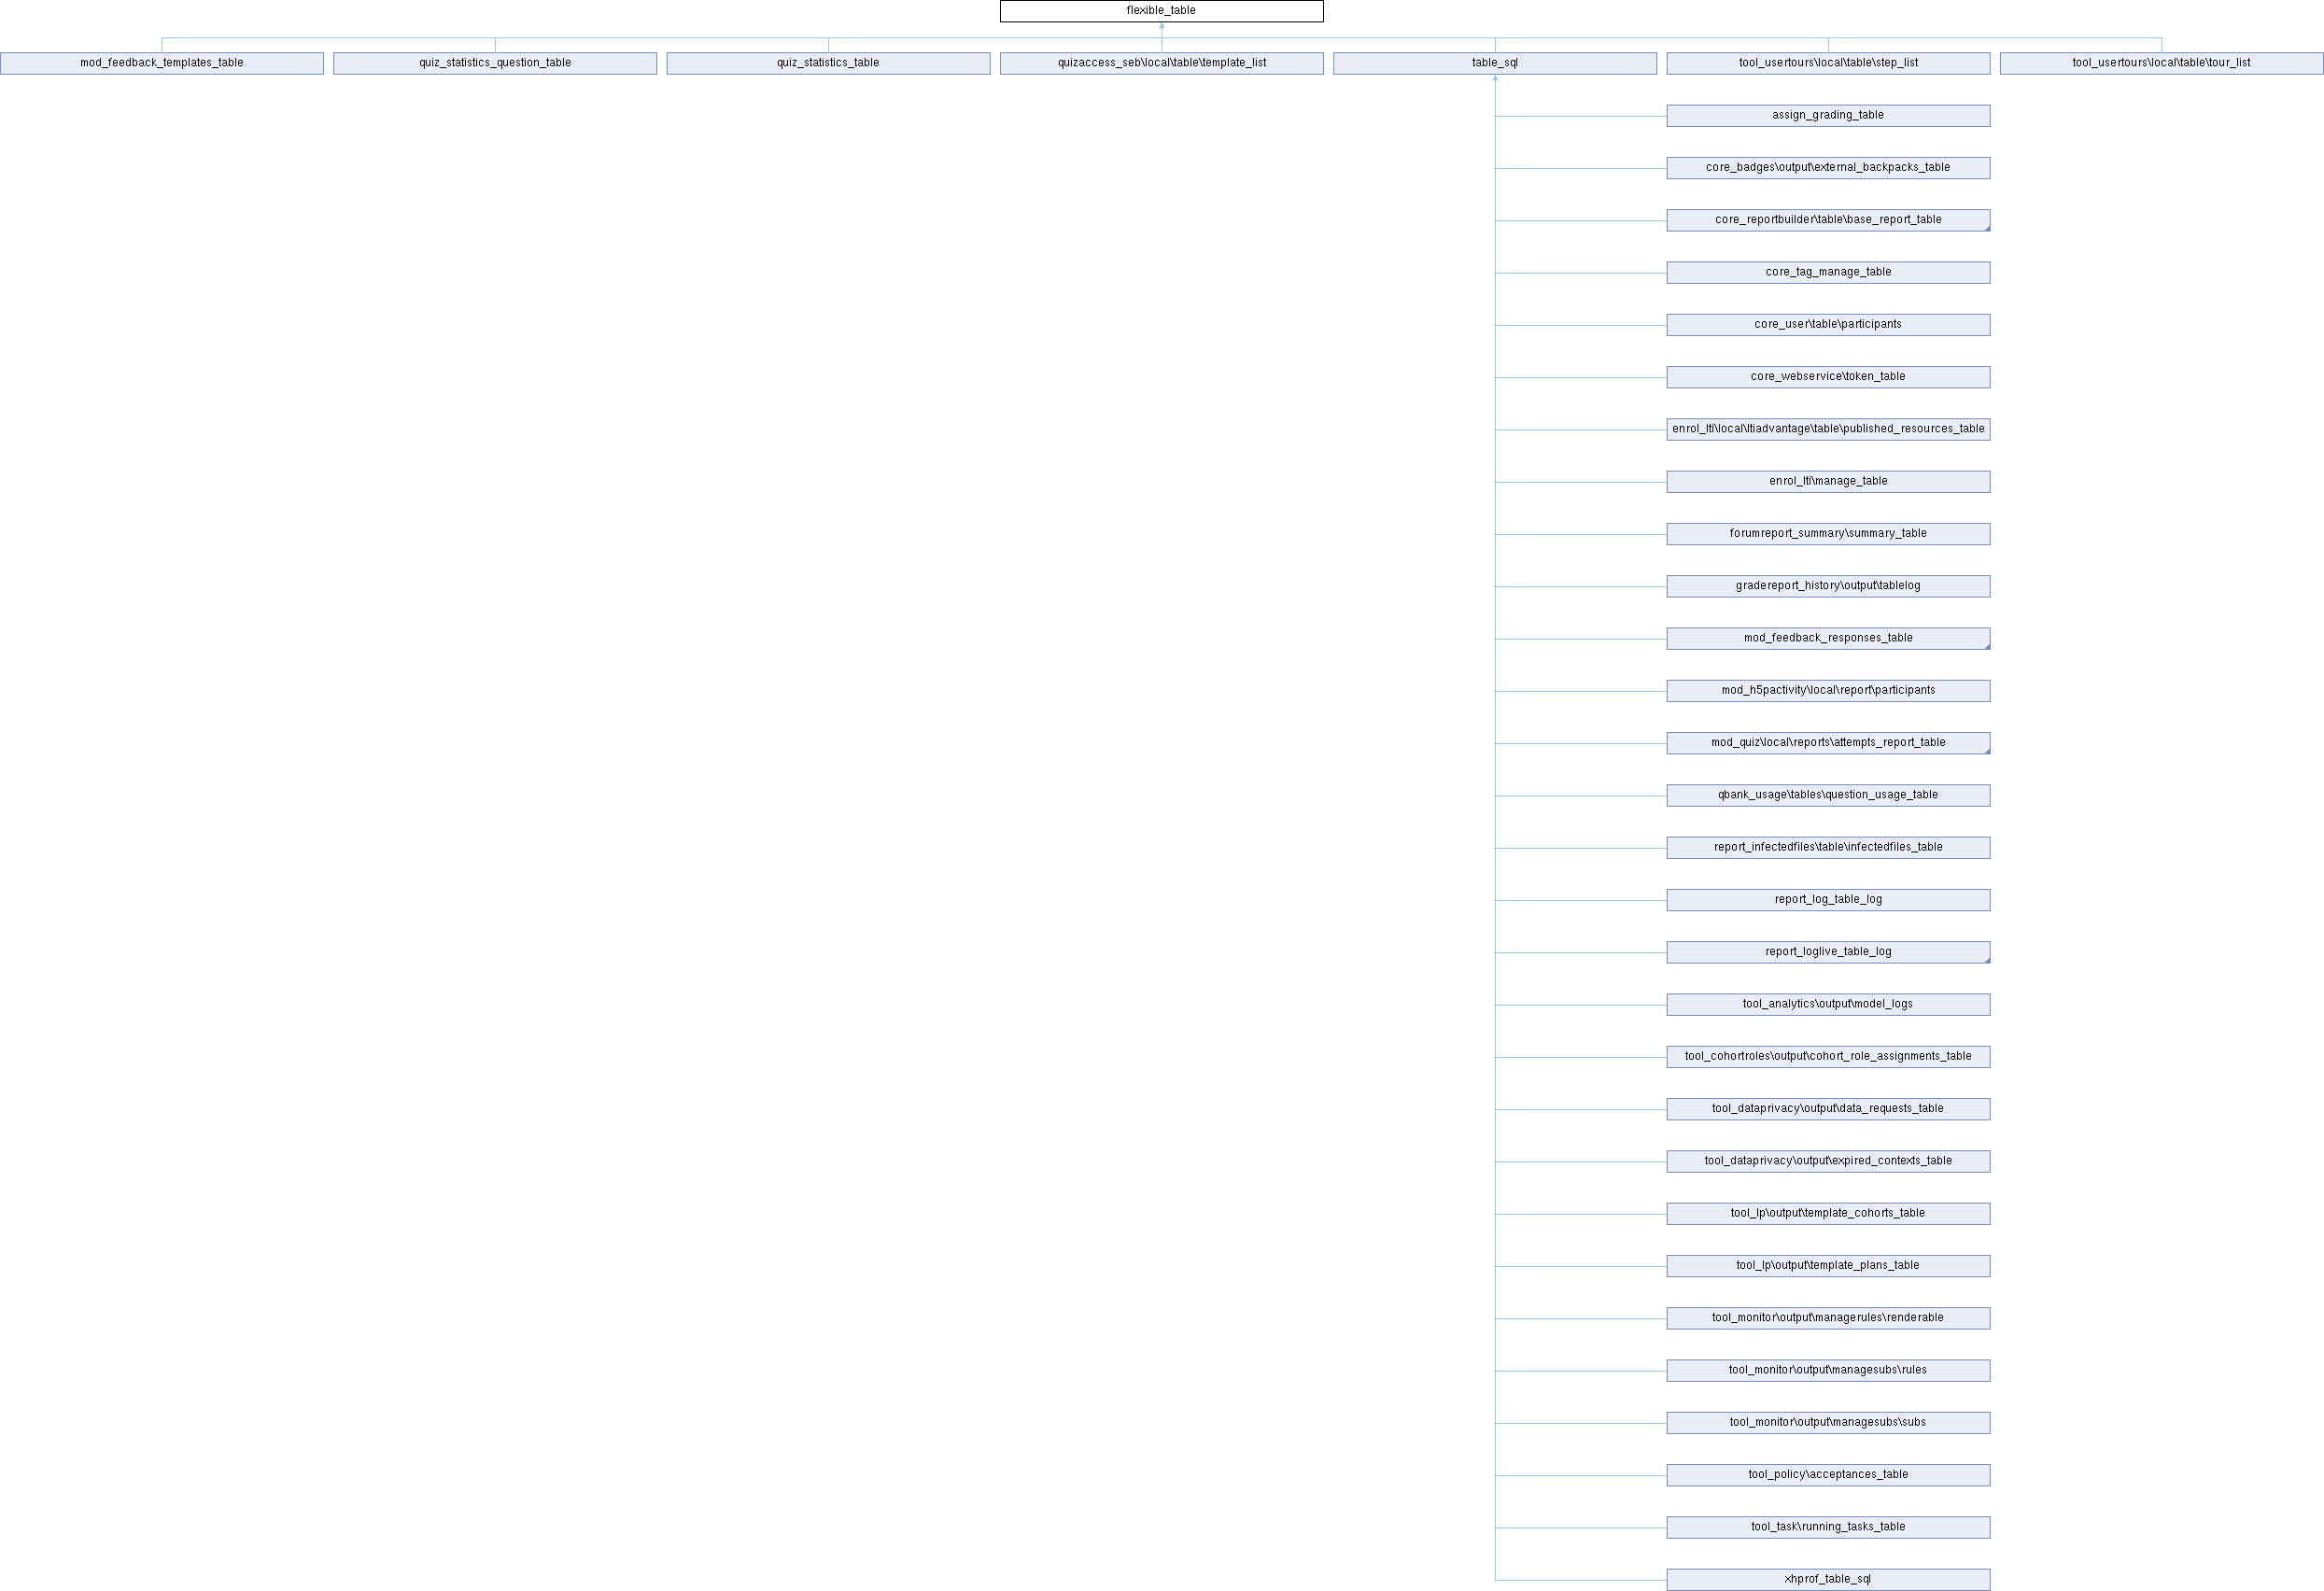 flexible_table
mod_feedback_templates_table
quiz_statistics_question_table
quiz_statistics_table
quizaccess_seb\local\table\template_list
table_sql
tool_usertours\local\table\step_list
tool_usertours\local\table\tour_list
assign_grading_table
core_badges\output\external_backpacks_table
core_reportbuilder\table\base_report_table
core_tag_manage_table
core_user\table\participants
core_webservice\token_table
enrol_lti\local\ltiadvantage\table\published_resources_table
enrol_lti\manage_table
forumreport_summary\summary_table
gradereport_history\output\tablelog
mod_feedback_responses_table
mod_h5pactivity\local\report\participants
mod_quiz\local\reports\attempts_report_table
qbank_usage\tables\question_usage_table
report_infectedfiles\table\infectedfiles_table
report_log_table_log
report_loglive_table_log
tool_analytics\output\model_logs
tool_cohortroles\output\cohort_role_assignments_table
tool_dataprivacy\output\data_requests_table
tool_dataprivacy\output\expired_contexts_table
tool_lp\output\template_cohorts_table
tool_lp\output\template_plans_table
tool_monitor\output\managerules\renderable
tool_monitor\output\managesubs\rules
tool_monitor\output\managesubs\subs
tool_policy\acceptances_table
tool_task\running_tasks_table
xhprof_table_sql